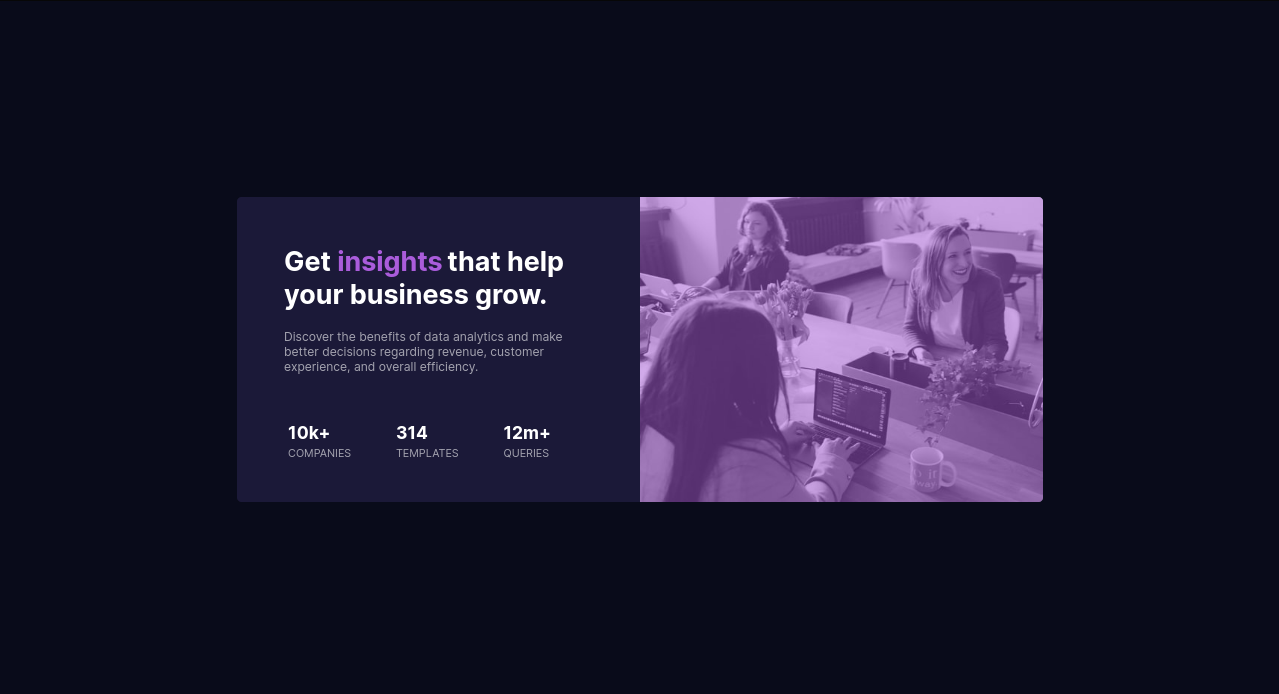 Get insights that help
your business grow.
Discover the benefits of data analytics and make
better decisions regarding revenue, customer
experience, and overall efficiency.
10k+ 314 12m+
COMPANIES TEMPLATES QUERIES